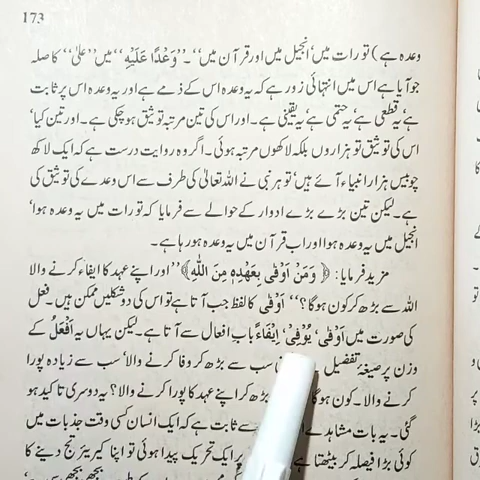 173
وعدہ ہے) تورات میں، انجیل میں اور قرآن میں‘‘۔ ’’وَعْدًا عَلَيْهِ‘‘ میں ’’عَلٰی‘‘ کا صلہ
جو آیا ہے اس میں انتہائی زور ہے کہ یہ وعدہ اس کے ذمے ہے اور یہ وعدہ اس پر ثابت
ہے، یہ قطعی ہے، یہ حتمی ہے، یہ یقینی ہے۔ اور اس کی تین مرتبہ توثیق ہوچکی ہے۔ اور تین کیا،
اس کی توثیق تو ہزاروں بلکہ لاکھوں مرتبہ ہوئی۔ اگر وہ روایت درست ہے کہ ایک لاکھ
چوبیس ہزار انبیاء آئے ہیں، تو ہر نبی نے اللہ تعالیٰ کی طرف سے اس وعدے کی توثیق کی
ہے۔ لیکن تین بڑے بڑے ادوار کے حوالے سے فرمایا کہ تورات میں یہ وعدہ ہوا،
انجیل میں یہ وعدہ ہوا اور اب قرآن میں یہ وعدہ ہو رہا ہے۔
مزید فرمایا: ﴿وَمَنْ اَوْفٰى بِعَهْدِهٖ مِنَ اللّٰهِ﴾ ’’اور اپنے عہد کا ایفاء کرنے والا
اللہ سے بڑھ کر کون ہوگا؟‘‘ اَوْفٰی کا لفظ جب آتا ہے تو اس کی دو شکلیں ممکن ہیں۔ فعل
کی صورت میں اَوْفٰی، یُوْفِیْ، اِیْفَاءً باب افعال سے آتا ہے۔ لیکن یہاں یہ اَفْعَلُ کے
وزن پر صیغۂ تفضیل سب سے بڑھ کر وفا کرنے والا، سب سے زیادہ پورا
کرنے والا۔ کون ہوگا بڑھ کر اپنے عہد کا پورا کرنے والا؟ یہ دوسری تاکید ہو
گئی۔ یہ بات مشاہدے سے ثابت ہے کہ ایک انسان کسی وقت جذبات میں
کوئی بڑا فیصلہ کر بیٹھتا ہے پر ایک تحریک پیدا ہوئی تو اپنا کیریئر تج دینے کا